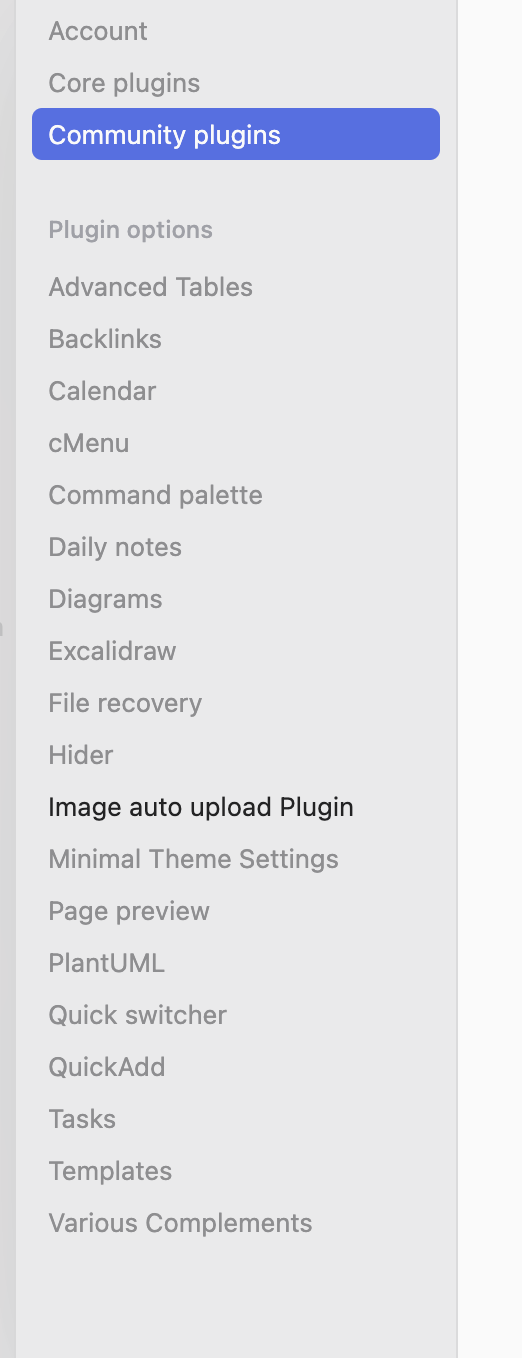 Account
Core plugins
Community plugins
Plugin options
Advanced Tables
Backlinks
Calendar
cMenu
Command palette
Daily notes
Diagrams
Excalidraw
File recovery
Hider
Image auto upload Plugin
Minimal Theme Settings
Page preview
PlantUML
Quick switcher
QuickAdd
Tasks
Templates
Various Complements